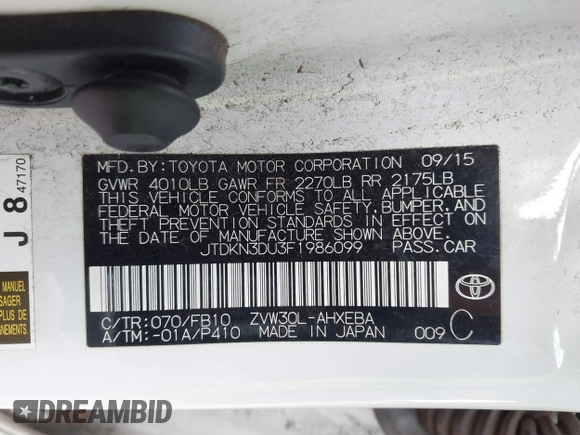 MFD.BY:TOYOTA MOTOR CORPORATION 09/15
GVWR 4010LB GAWR FR 2270LB RR 2175LB
THIS VEHICLE CONFORMS TO ALL APPLICABLE
FEDERAL MOTOR VEHICLE SAFETY,BUMPER,AND
THEFT PREVENTION STANDARDS IN EFFECT ON
THE DATE OF MANUFACTURE SHOWN ABOVE.
JTDKN3DU3F1986099 PASS.CAR
C/TR:070/FB10 ZVW30L-AHXEBA
A/TM:-01A/P410 MADE IN JAPAN 009 C
TOYOTA
J 8 47170
MANUEL
SAGER
PLUS DE
DREAMBID